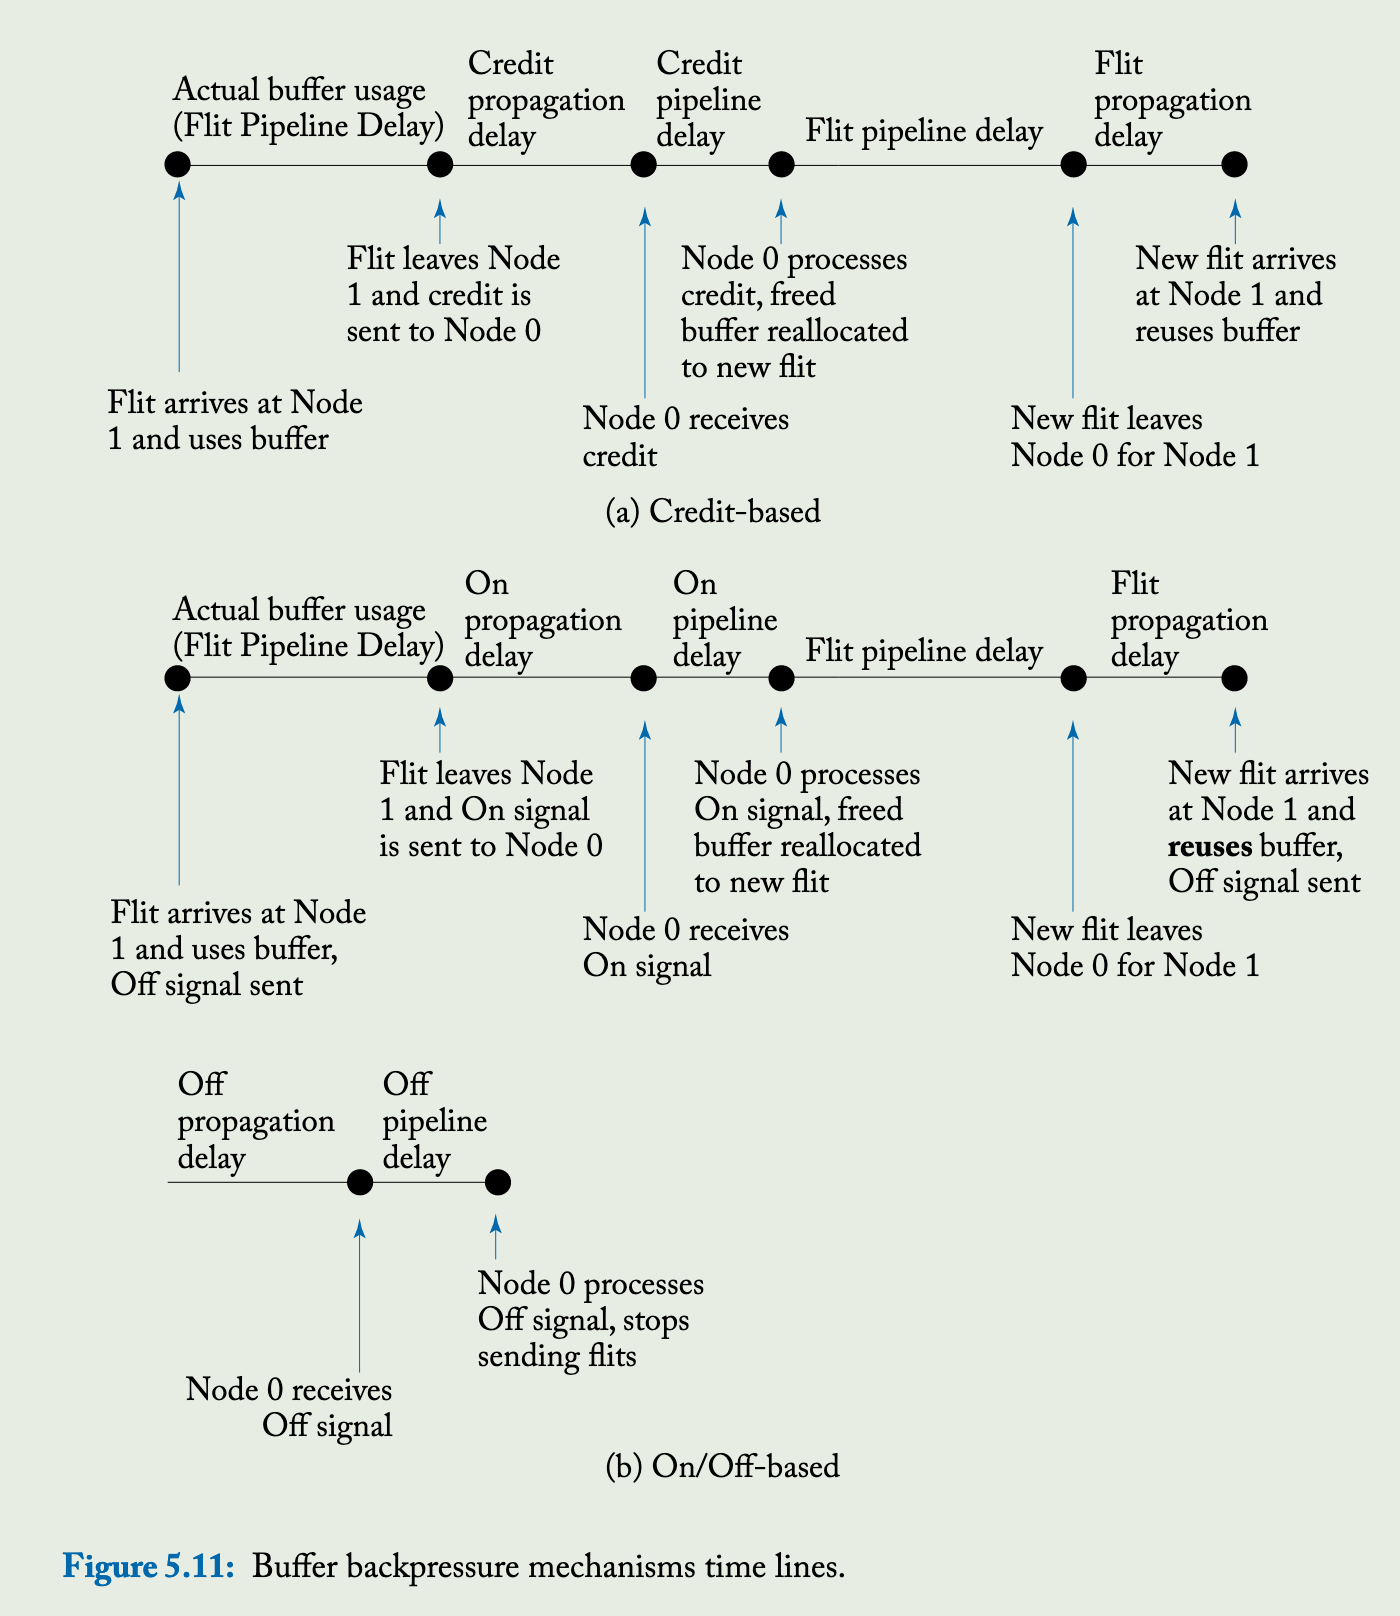 Actual buffer usage
(Flit Pipeline Delay)
Credit
propagation
delay
Credit
pipeline
delay
Flit pipeline delay
Flit
propagation
delay
Flit arrives at Node
1 and uses buffer
Flit leaves Node
1 and credit is
sent to Node 0
Node 0 receives
credit
Node 0 processes
credit, freed
buffer reallocated
to new flit
New flit leaves
Node 0 for Node 1
New flit arrives
at Node 1 and
reuses buffer
(a) Credit-based
Actual buffer usage
(Flit Pipeline Delay)
On
propagation
delay
On
pipeline
delay
Flit pipeline delay
Flit
propagation
delay
Flit arrives at Node
1 and uses buffer,
Off signal sent
Flit leaves Node
1 and On signal
is sent to Node 0
Node 0 receives
On signal
Node 0 processes
On signal, freed
buffer reallocated
to new flit
New flit leaves
Node 0 for Node 1
New flit arrives
at Node 1 and
reuses buffer,
Off signal sent
Off
propagation
delay
Off
pipeline
delay
Node 0 receives
Off signal
Node 0 processes
Off signal, stops
sending flits
(b) On/Off-based
Figure 5.11: Buffer backpressure mechanisms time lines.